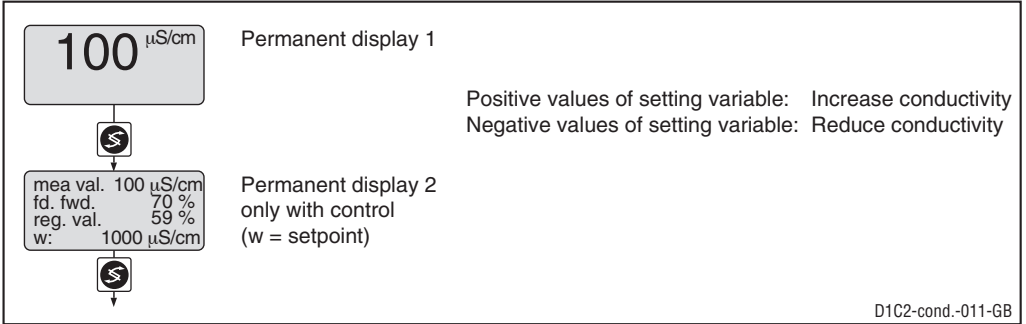 100 µS/cm
Permanent display 1
Positive values of setting variable: Increase conductivity
Negative values of setting variable: Reduce conductivity
mea val. 100 µS/cm
fd. fwd. 70 %
reg. val. 59 %
w: 1000 µS/cm
Permanent display 2
only with control
(w = setpoint)
D1C2-cond.-011-GB